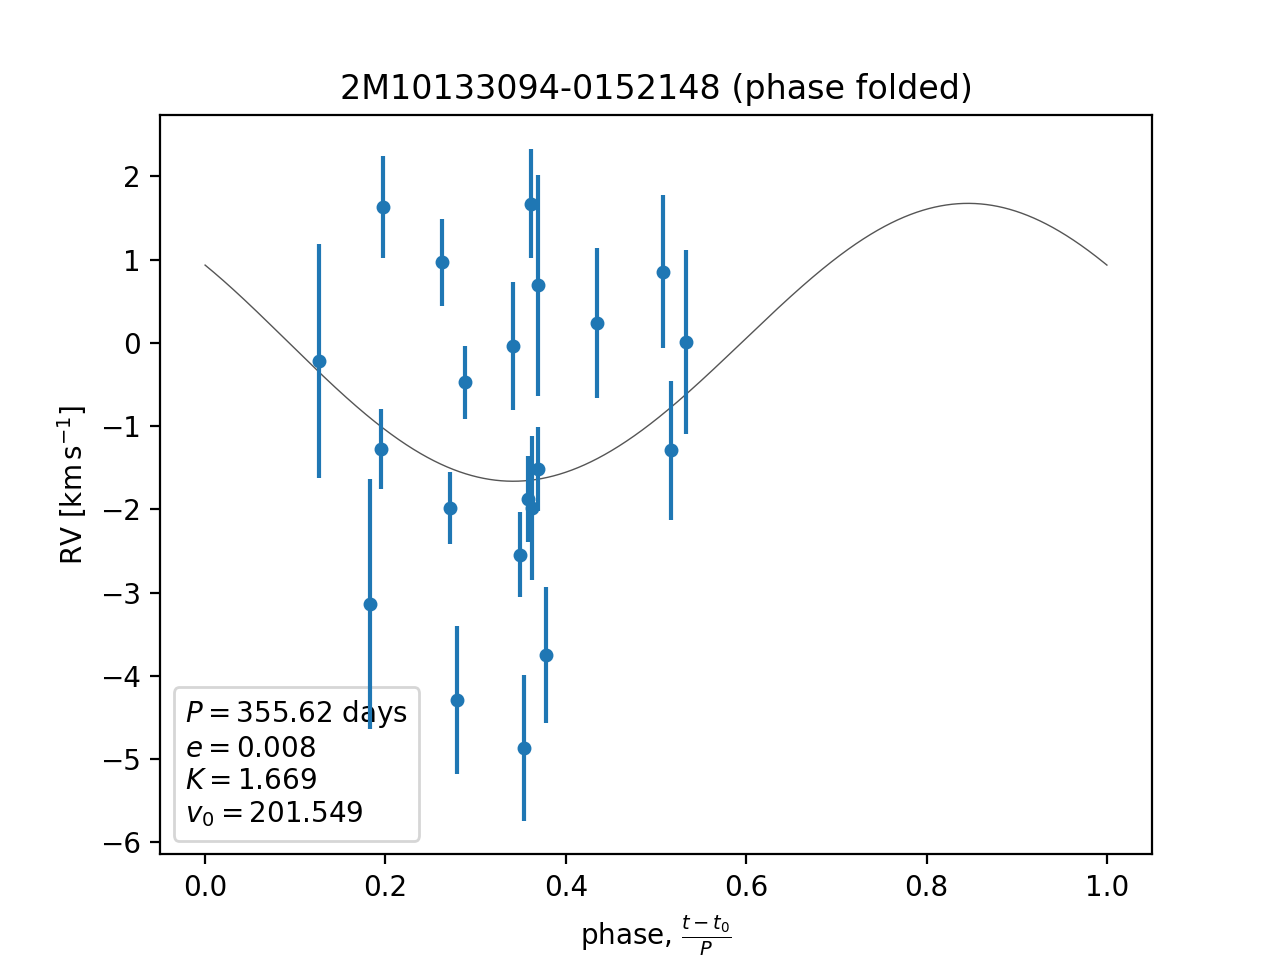 2M10133094-0152148 (phase folded)
RV [km s⁻¹]
2
1
0
−1
−2
−3
−4
−5
−6
P = 355.62 days
e = 0.008
K = 1.669
v₀ = 201.549
0.0 0.2 0.4 0.6 0.8 1.0
phase, (t − t₀)/P